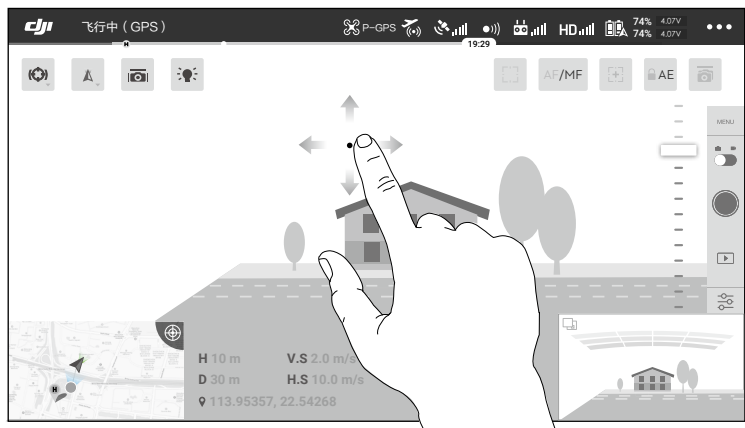 dji 飞行中 ( GPS ) P-GPS HD 74% 4.07V
74% 4.07V
H 19:29
AF/MF AE
MENU
H 10 m V.S 2.0 m/s
D 30 m H.S 10.0 m/s
H 113.95357, 22.54268